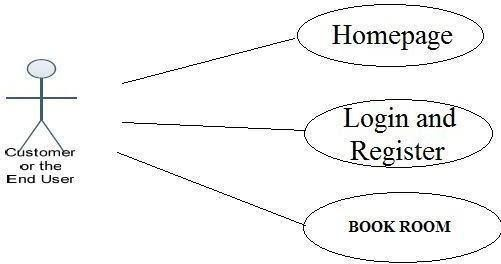 Homepage
Login and
Register
Customer
or the
End User
BOOK ROOM